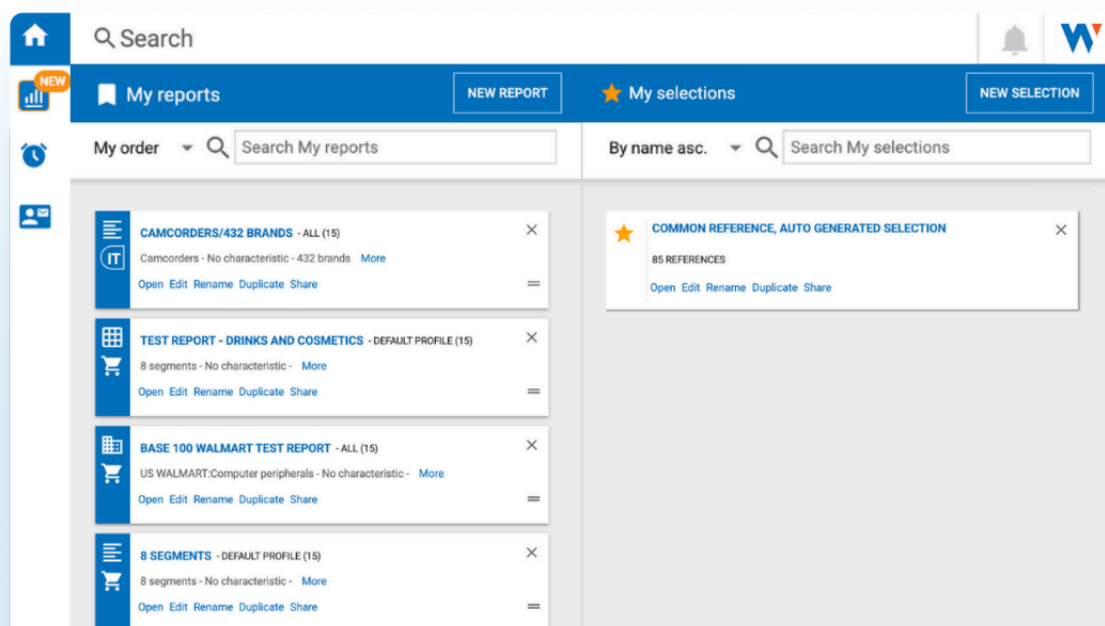 Search
NEW
My reports
NEW REPORT
My selections
NEW SELECTION
My order
Search My reports
By name asc.
Search My selections
CAMCORDERS/432 BRANDS - ALL (15)
IT
Camcorders - No characteristic - 432 brands More
Open Edit Rename Duplicate Share
TEST REPORT - DRINKS AND COSMETICS - DEFAULT PROFILE (15)
8 segments - No characteristic - More
Open Edit Rename Duplicate Share
BASE 100 WALMART TEST REPORT - ALL (15)
US WALMART:Computer peripherals - No characteristic - More
Open Edit Rename Duplicate Share
8 SEGMENTS - DEFAULT PROFILE (15)
8 segments - No characteristic - More
Open Edit Rename Duplicate Share
COMMON REFERENCE, AUTO GENERATED SELECTION
85 REFERENCES
Open Edit Rename Duplicate Share